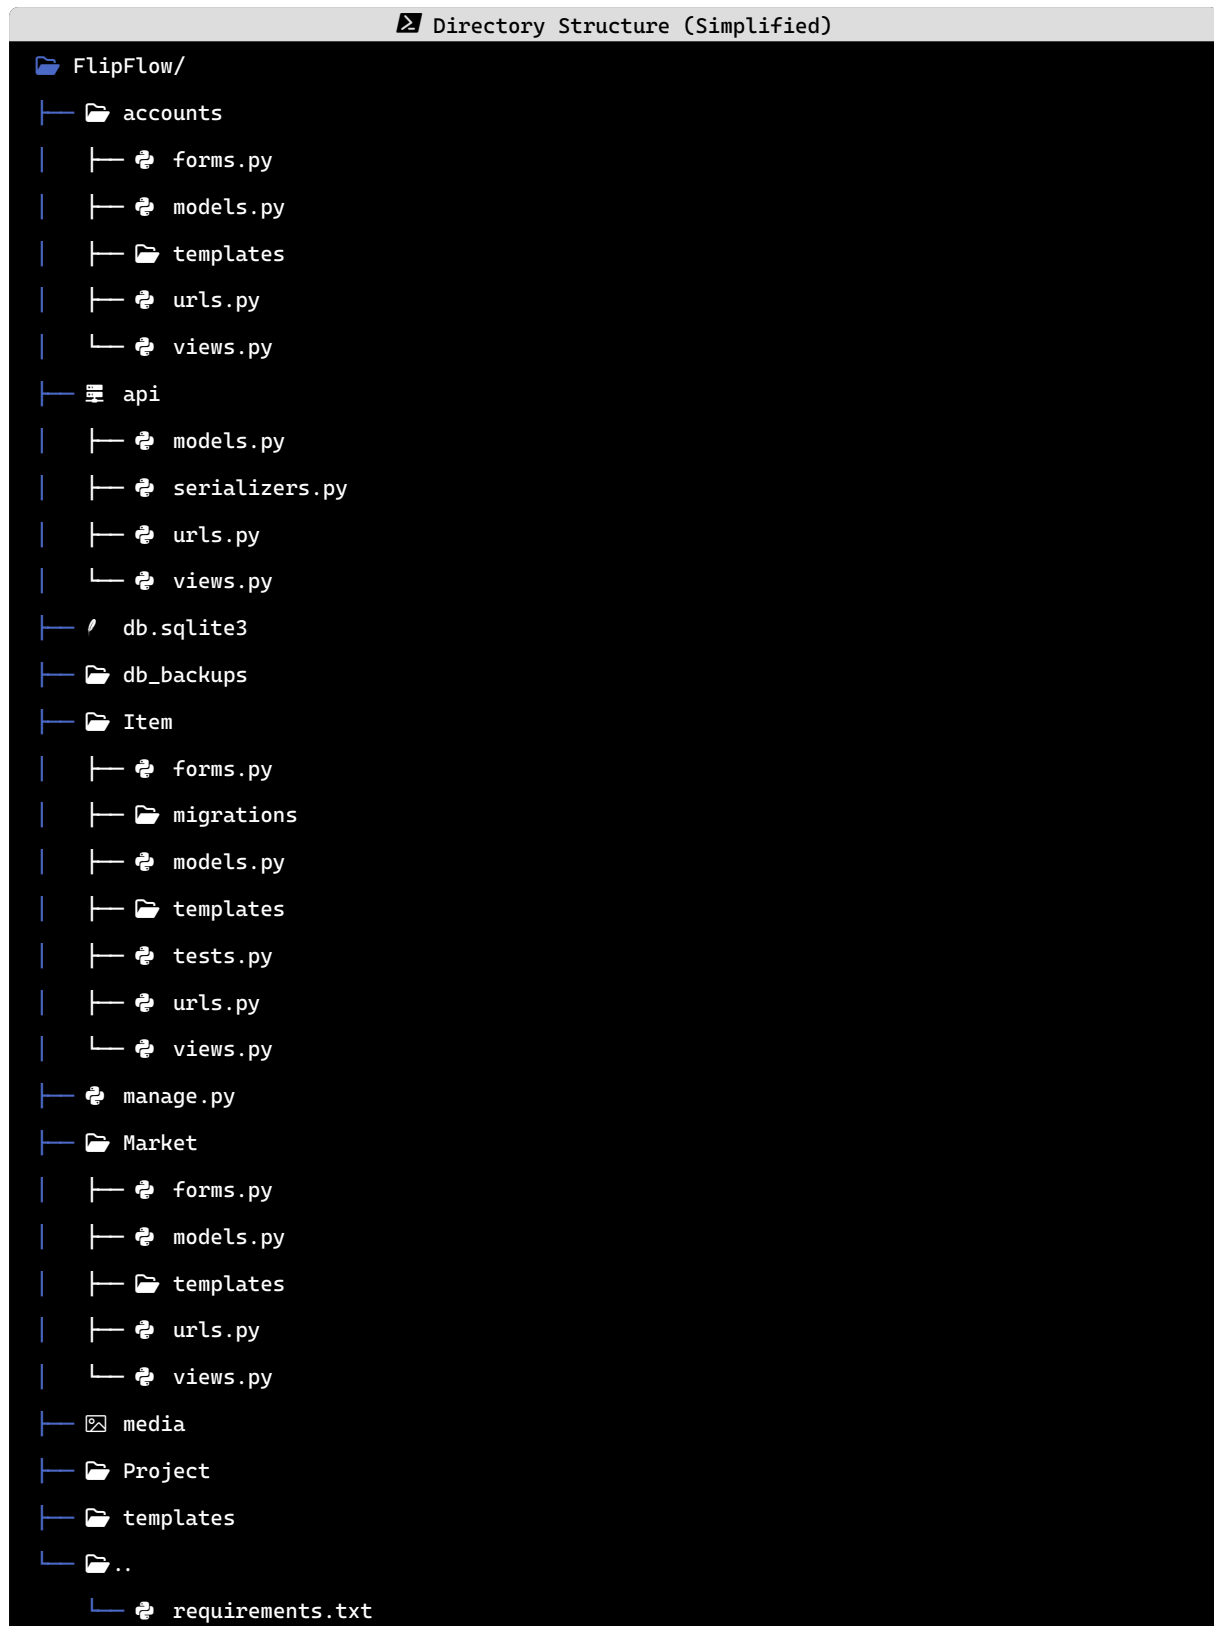 Directory Structure (Simplified)
FlipFlow/
accounts
forms.py
models.py
templates
urls.py
views.py
api
models.py
serializers.py
urls.py
views.py
db.sqlite3
db_backups
Item
forms.py
migrations
models.py
templates
tests.py
urls.py
views.py
manage.py
Market
forms.py
models.py
templates
urls.py
views.py
media
Project
templates
..
requirements.txt